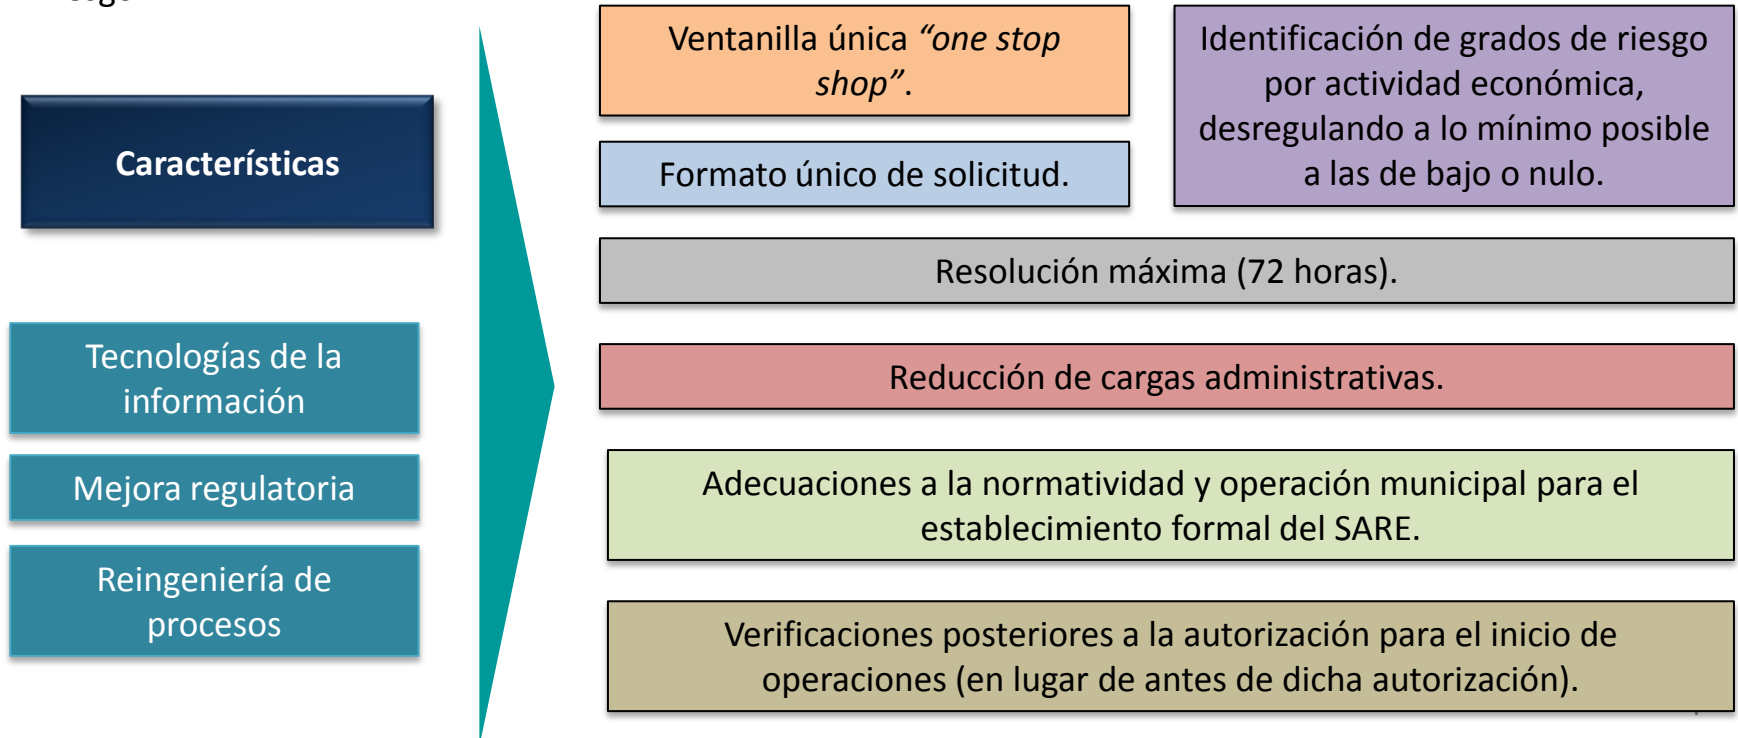 Características
Tecnologías de la
información
Mejora regulatoria
Reingeniería de
procesos
Ventanilla única “one stop
shop”.
Formato único de solicitud.
Identificación de grados de riesgo
por actividad económica,
desregulando a lo mínimo posible
a las de bajo o nulo.
Resolución máxima (72 horas).
Reducción de cargas administrativas.
Adecuaciones a la normatividad y operación municipal para el
establecimiento formal del SARE.
Verificaciones posteriores a la autorización para el inicio de
operaciones (en lugar de antes de dicha autorización).